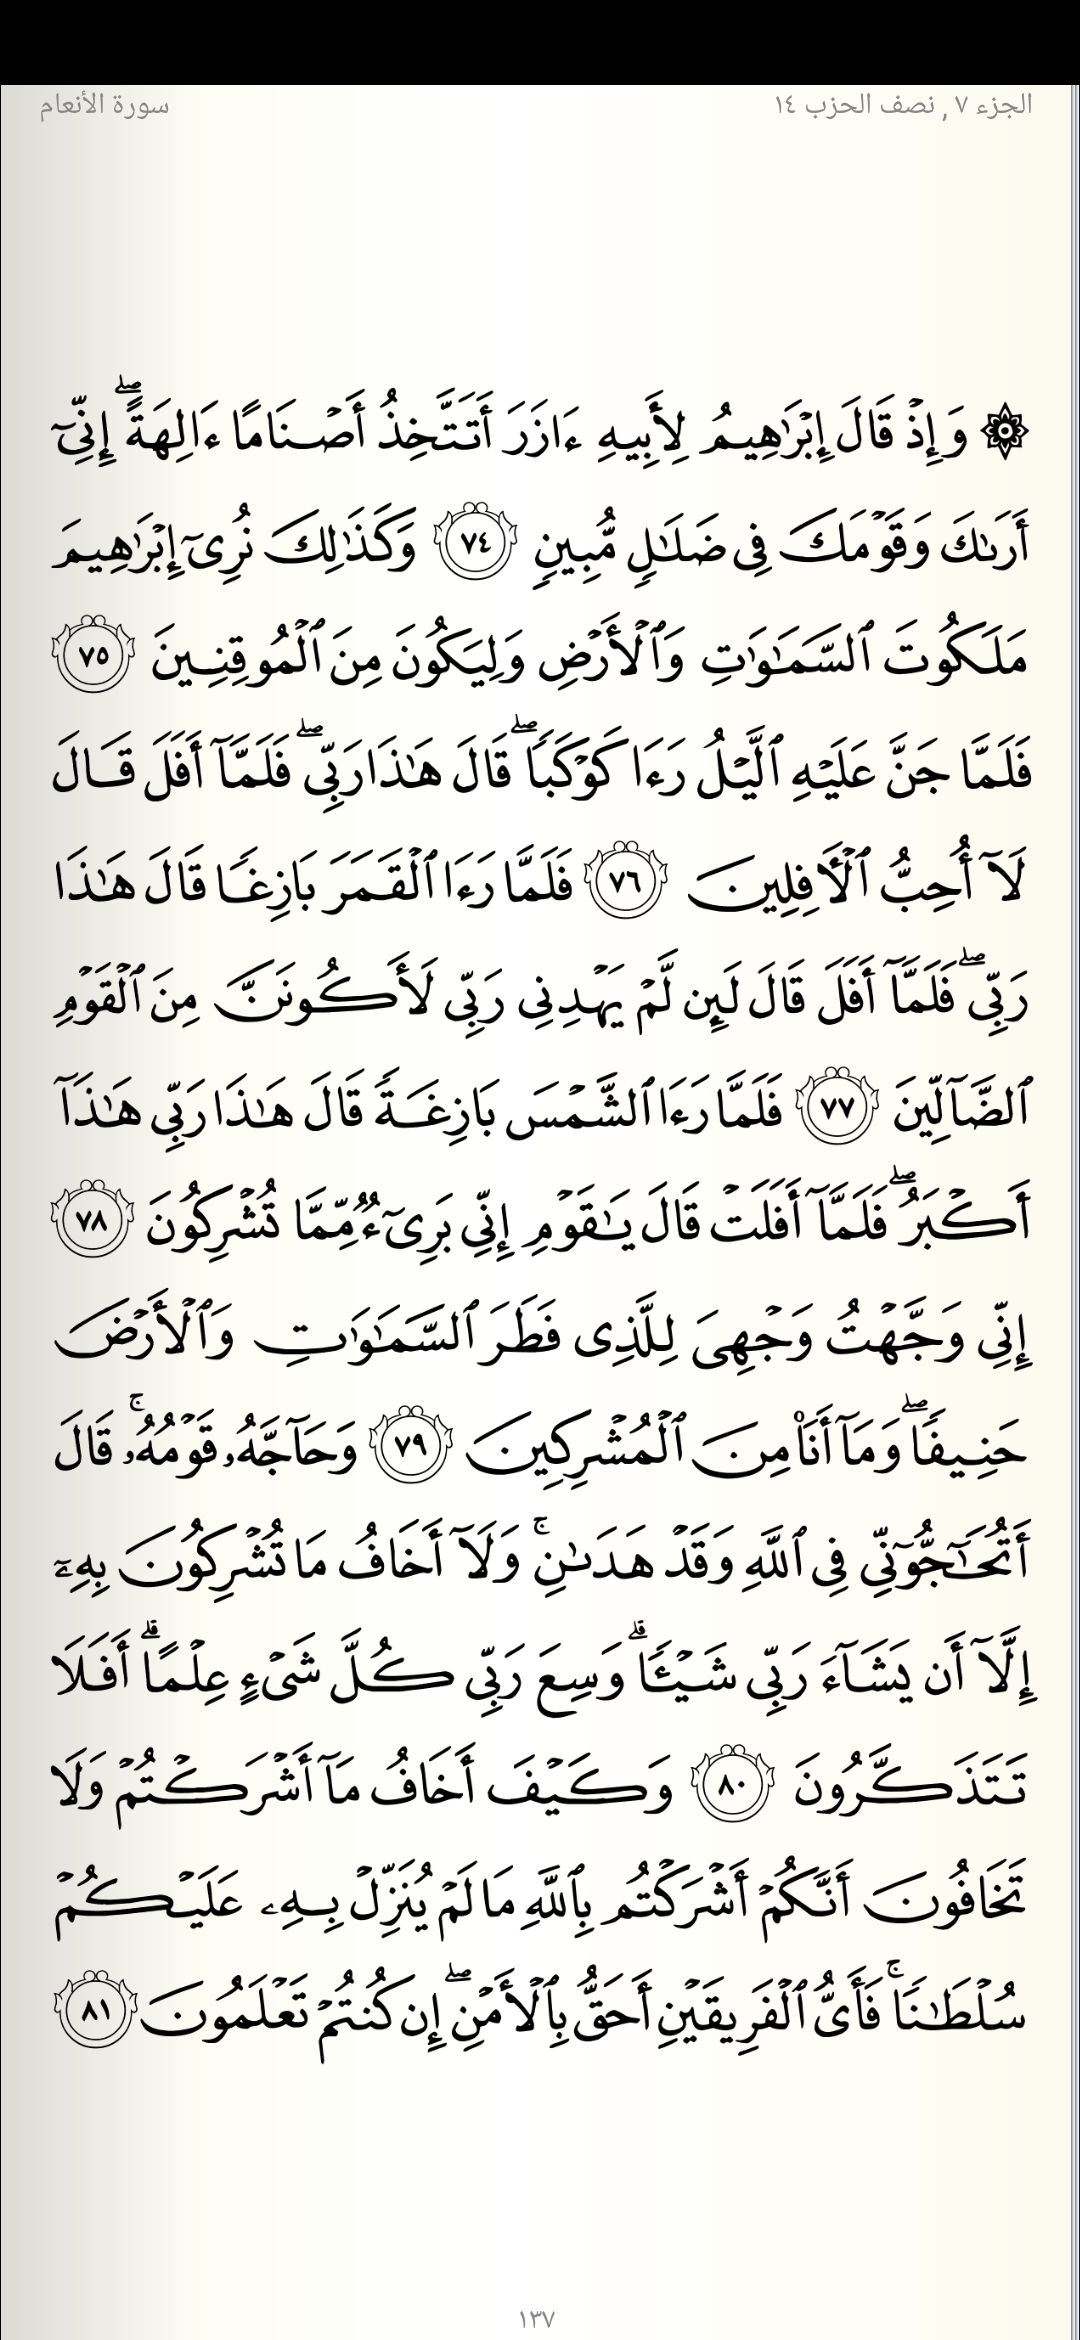 الجزء ٧, نصف الحزب ١٤
سورة الأنعام
۞ وَإِذۡ قَالَ إِبۡرَٰهِيمُ لِأَبِيهِ ءَازَرَ أَتَتَّخِذُ أَصۡنَامًا ءَالِهَةً ۖ إِنِّيٓ
أَرَىٰكَ وَقَوۡمَكَ فِى ضَلَـٰلٍ مُّبِينٍ ٧٤ وَكَذَٰلِكَ نُرِىٓ إِبۡرَٰهِيمَ
مَلَكُوتَ ٱلسَّمَـٰوَٰتِ وَٱلۡأَرۡضِ وَلِيَكُونَ مِنَ ٱلۡمُوقِنِينَ ٧٥
فَلَمَّا جَنَّ عَلَيۡهِ ٱلَّيۡلُ رَءَا كَوۡكَبًا ۖ قَالَ هَـٰذَا رَبِّى ۖ فَلَمَّآ أَفَلَ قَالَ
لَآ أُحِبُّ ٱلۡأٓفِلِينَ ٧٦ فَلَمَّا رَءَا ٱلۡقَمَرَ بَازِغًا قَالَ هَـٰذَا
رَبِّى ۖ فَلَمَّآ أَفَلَ قَالَ لَئِن لَّمۡ يَهۡدِنِى رَبِّى لَأَكُونَنَّ مِنَ ٱلۡقَوۡمِ
ٱلضَّآلِّينَ ٧٧ فَلَمَّا رَءَا ٱلشَّمۡسَ بَازِغَةً قَالَ هَـٰذَا رَبِّى هَـٰذَآ
أَكۡبَرُ ۖ فَلَمَّآ أَفَلَتۡ قَالَ يَـٰقَوۡمِ إِنِّى بَرِىٓءٌ مِّمَّا تُشۡرِكُونَ ٧٨
إِنِّى وَجَّهۡتُ وَجۡهِىَ لِلَّذِى فَطَرَ ٱلسَّمَـٰوَٰتِ وَٱلۡأَرۡضَ
حَنِيفًا ۖ وَمَآ أَنَا۠ مِنَ ٱلۡمُشۡرِكِينَ ٧٩ وَحَآجَّهُۥ قَوۡمُهُۥ ۚ قَالَ
أَتُحَـٰٓجُّوٓنِّى فِى ٱللَّهِ وَقَدۡ هَدَىٰنِ ۚ وَلَآ أَخَافُ مَا تُشۡرِكُونَ بِهِۦٓ
إِلَّآ أَن يَشَآءَ رَبِّى شَيۡـًٔا ۗ وَسِعَ رَبِّى كُلَّ شَىۡءٍ عِلۡمًا ۗ أَفَلَا
تَتَذَكَّرُونَ ٨٠ وَكَيۡفَ أَخَافُ مَآ أَشۡرَكۡتُمۡ وَلَا
تَخَافُونَ أَنَّكُمۡ أَشۡرَكۡتُم بِٱللَّهِ مَا لَمۡ يُنَزِّلۡ بِهِۦ عَلَيۡكُمۡ
سُلۡطَـٰنًا ۚ فَأَىُّ ٱلۡفَرِيقَيۡنِ أَحَقُّ بِٱلۡأَمۡنِ ۖ إِن كُنتُمۡ تَعۡلَمُونَ ٨١
١٣٧